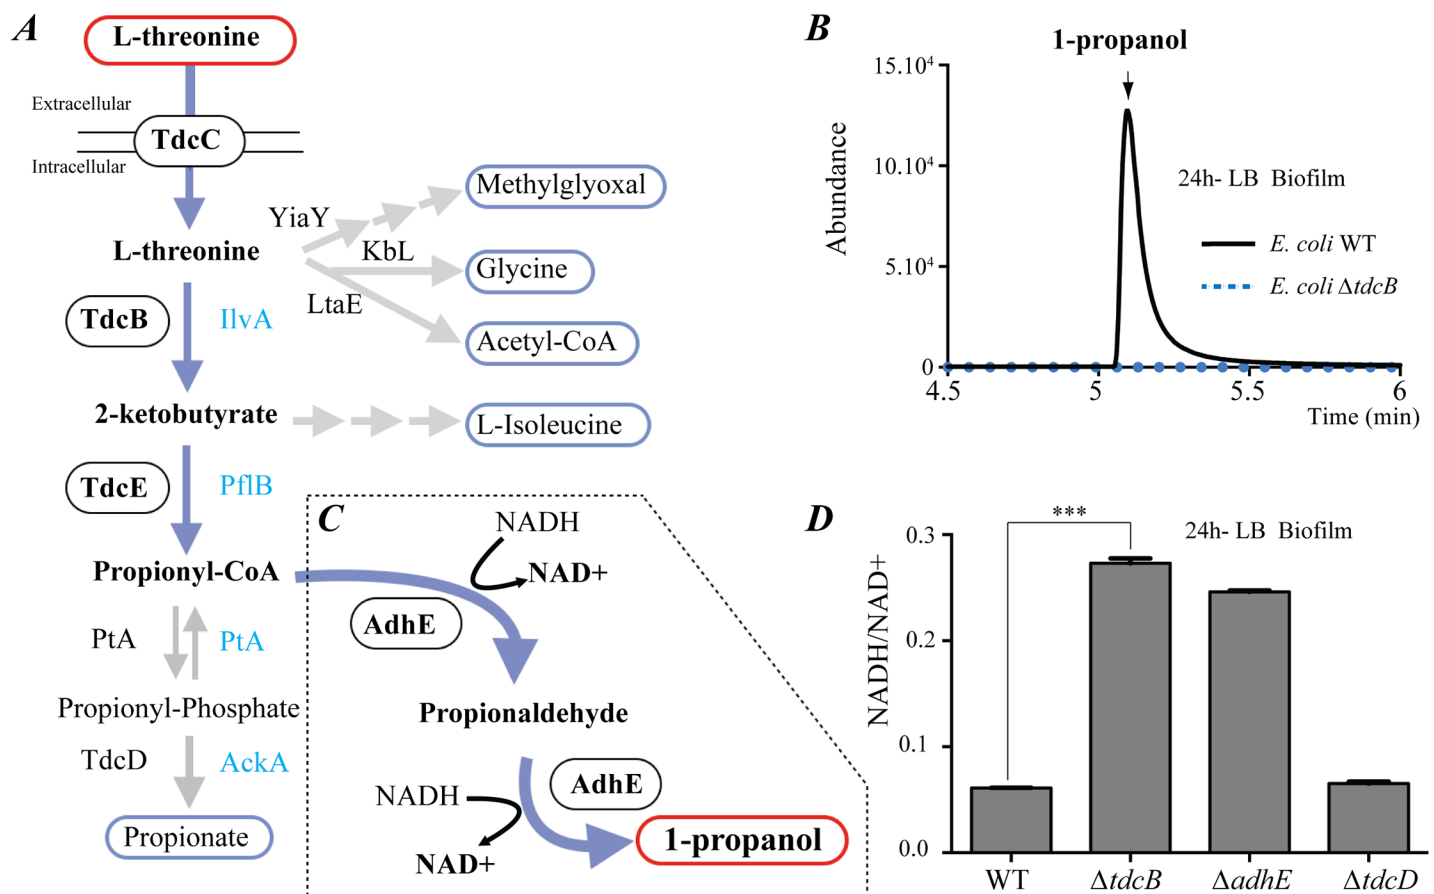 A
L-threonine
Extracellular
TdcC
Intracellular
L-threonine
YiaY
Methylglyoxal
KbL
Glycine
LtaE
Acetyl-CoA
TdcB
IlvA
2-ketobutyrate
L-Isoleucine
TdcE
PflB
Propionyl-CoA
PtA
PtA
Propionyl-Phosphate
TdcD
AckA
Propionate
C
NADH
NAD+
AdhE
Propionaldehyde
NADH
AdhE
NAD+
1-propanol
B
1-propanol
Abundance
15.10⁴
10.10⁴
5.10⁴
0
4.5
5
5.5
6
Time (min)
24h- LB Biofilm
E. coli WT
E. coli ΔtdcB
D
24h- LB Biofilm
***
NADH/NAD+
0.3
0.2
0.1
0.0
WT
ΔtdcB
ΔadhE
ΔtdcD